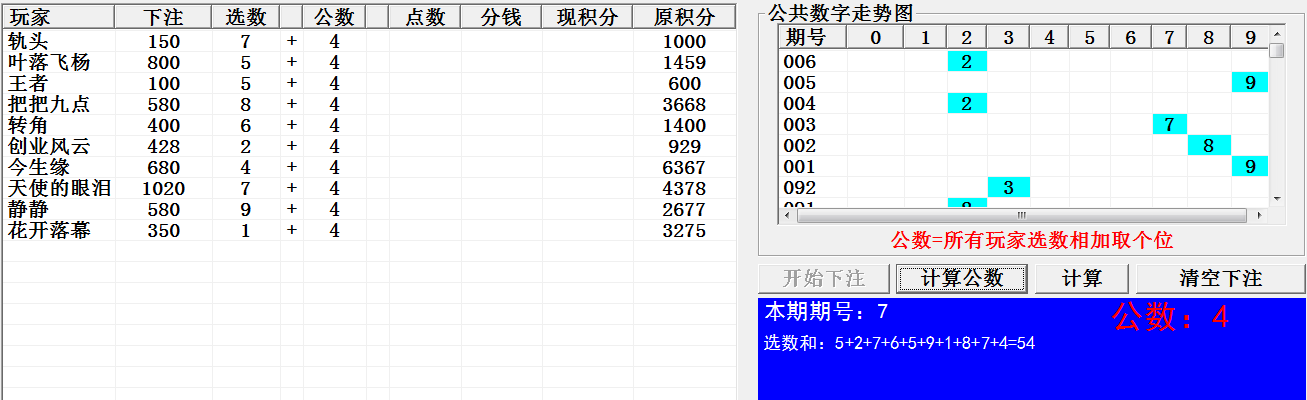 玩家 下注 选数 公数 点数 分钱 现积分 原积分
轨头 150 7 + 4 1000
叶落飞杨 800 5 + 4 1459
王者 100 5 + 4 600
把把九点 580 8 + 4 3668
转角 400 6 + 4 1400
创业风云 428 2 + 4 929
今生缘 680 4 + 4 6367
天使的眼泪 1020 7 + 4 4378
静静 580 9 + 4 2677
花开落幕 350 1 + 4 3275
公共数字走势图
期号 0 1 2 3 4 5 6 7 8 9
006 2
005 9
004 2
003 7
002 8
001 9
092 3
公数=所有玩家选数相加取个位
开始下注 计算公数 计算 清空下注
本期期号：7
公数：4
选数和：5+2+7+6+5+9+1+8+7+4=54